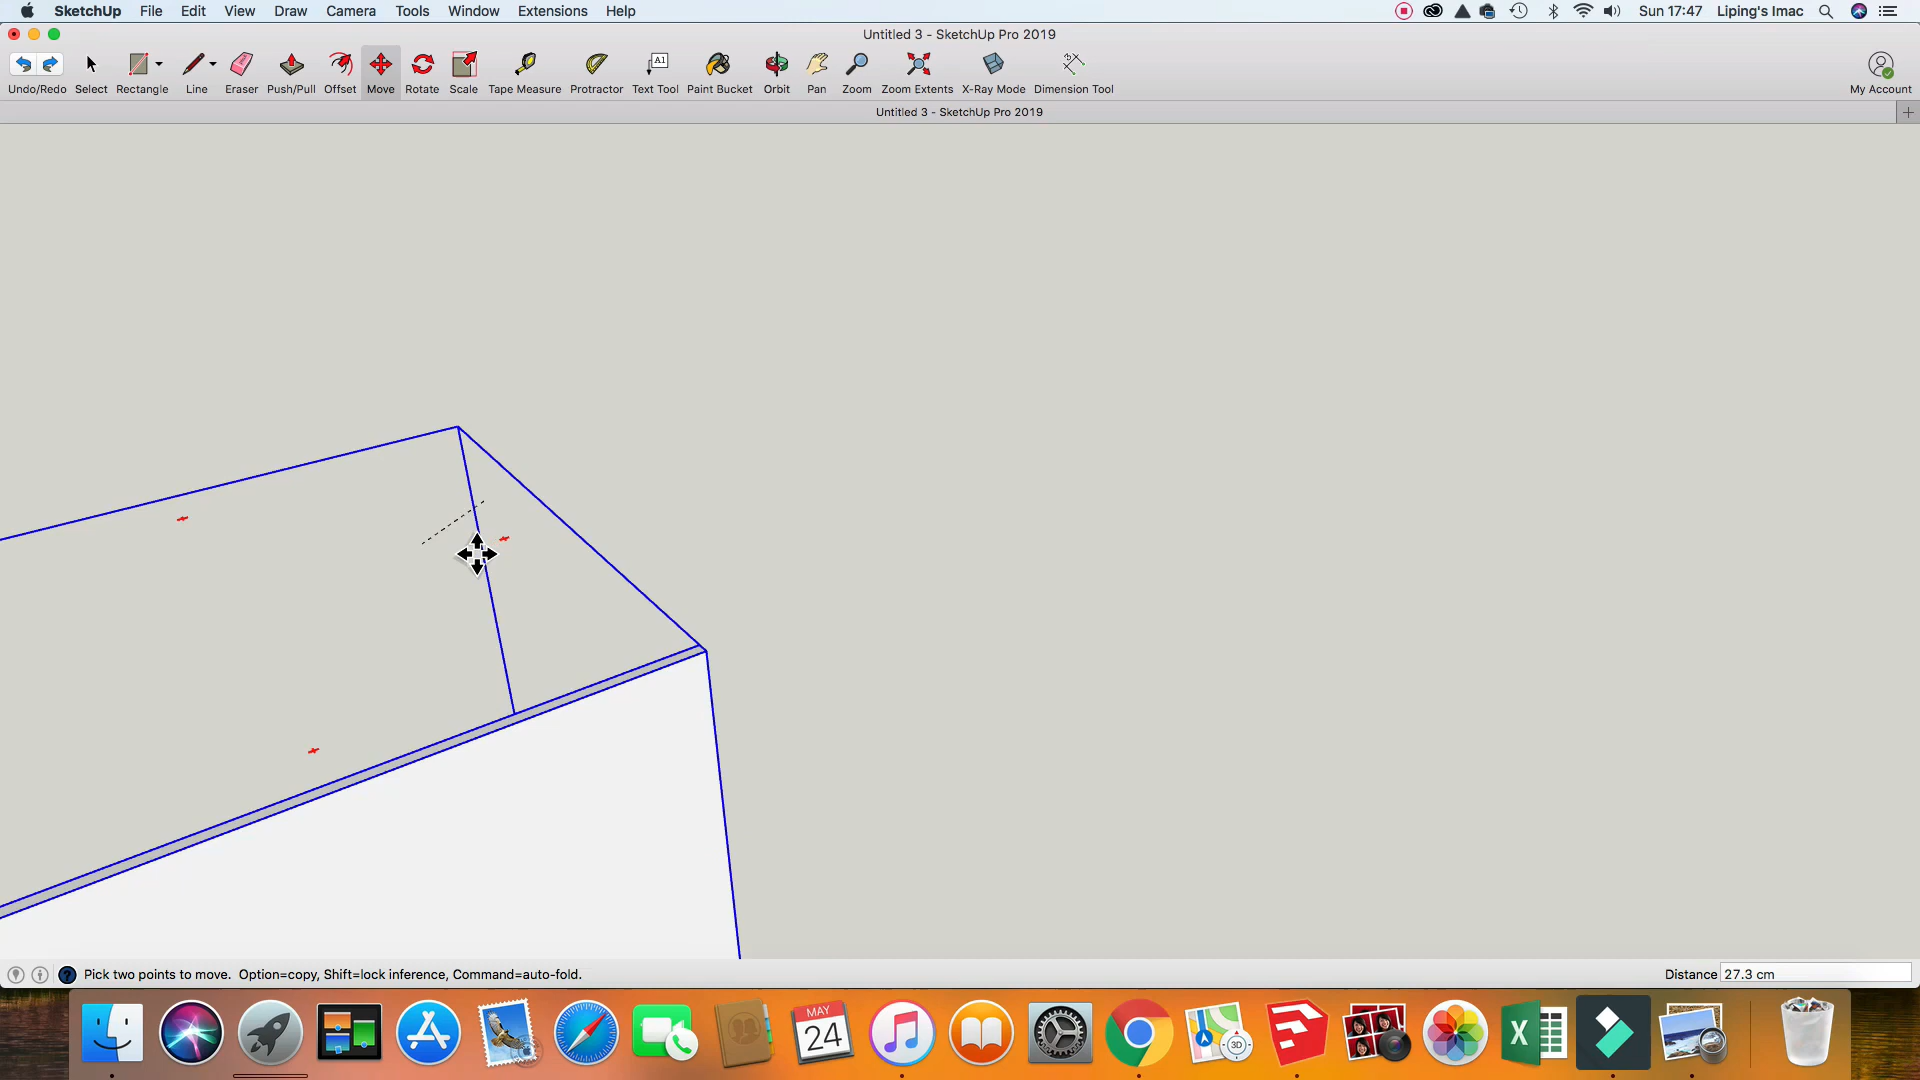 SketchUp File Edit View Draw Camera Tools Window Extensions Help Sun 17:47 Liping's Imac
Untitled 3 - SketchUp Pro 2019
A1
Undo/Redo Select Rectangle Line Eraser Push/Pull Offset Move Rotate Scale Tape Measure Protractor Text Tool Paint Bucket Orbit Pan Zoom Zoom Extents X-Ray Mode Dimension Tool My Account
Untitled 3 - SketchUp Pro 2019
Pick two points to move. Option=copy, Shift=lock inference, Command=auto-fold. Distance 27.3 cm
MAY
24
3D
X